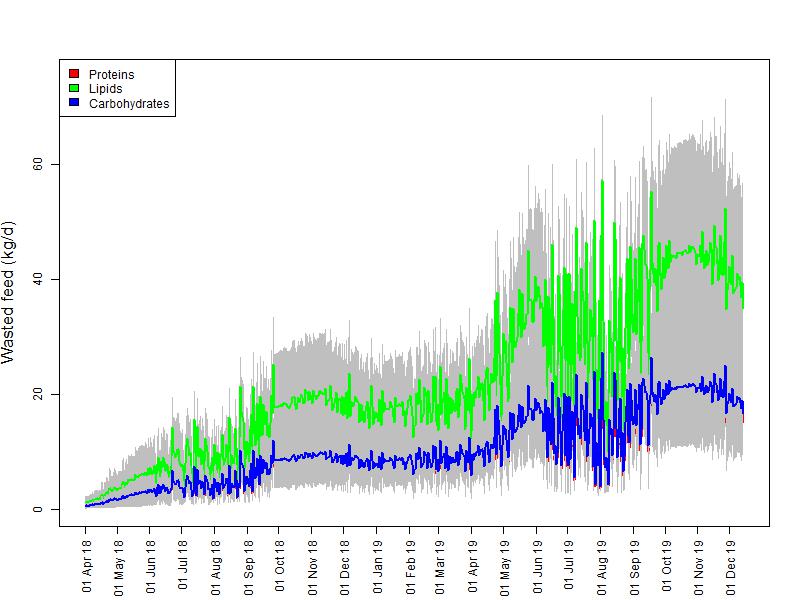 Proteins
Lipids
Carbohydrates
Wasted feed (kg/d)
60
40
20
0
01 Apr 18
01 May 18
01 Jun 18
01 Jul 18
01 Aug 18
01 Sep 18
01 Oct 18
01 Nov 18
01 Dec 18
01 Jan 19
01 Feb 19
01 Mar 19
01 Apr 19
01 May 19
01 Jun 19
01 Jul 19
01 Aug 19
01 Sep 19
01 Oct 19
01 Nov 19
01 Dec 19